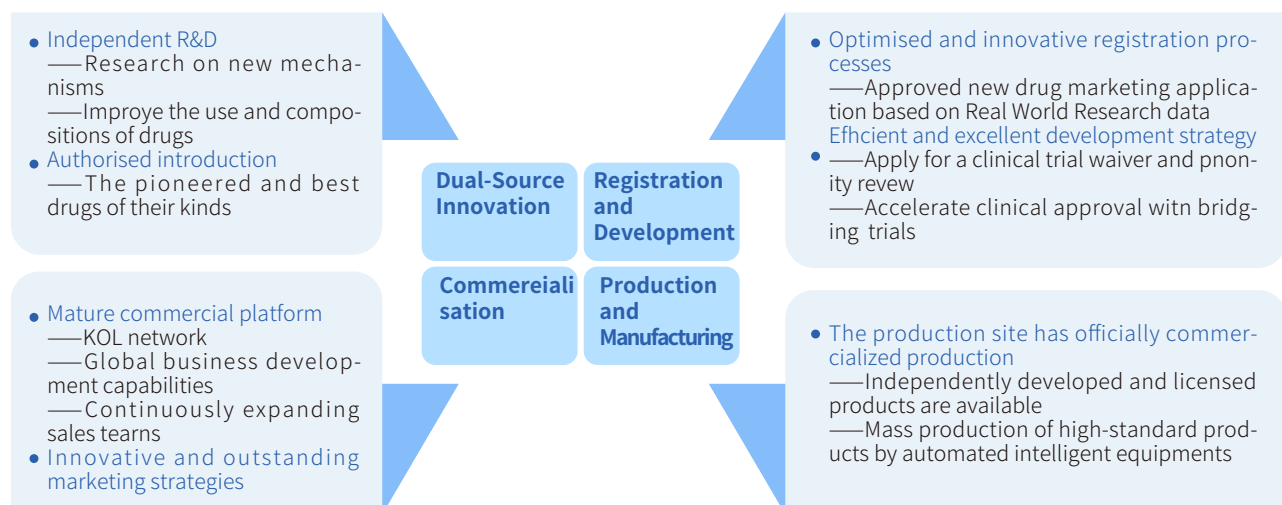 ● Independent R&D
——Research on new mecha-
nisms
——Improye the use and compo-
sitions of drugs
● Authorised introduction
——The pioneered and best
drugs of their kinds
● Optimised and innovative registration pro-
cesses
——Approved new drug marketing applica-
tion based on Real World Research data
Efhcient and excellent development strategy
● ——Apply for a clinical trial waiver and pnon-
ity revew
——Accelerate clinical approval witn bridg-
ing trials
Dual-Source
Innovation
Registration
and
Development
Commereiali
sation
Production
and
Manufacturing
● Mature commercial platform
——KOL network
——Global business develop-
ment capabilities
——Continuously expanding
sales tearns
● Innovative and outstanding
marketing strategies
● The production site has officially commer-
cialized production
——Independently developed and licensed
products are available
——Mass production of high-standard prod-
ucts by automated intelligent equipments